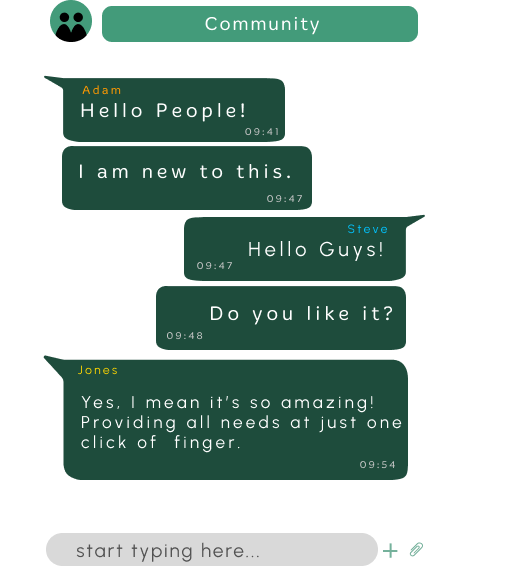 Community
Adam
Hello People!
09:41
I am new to this.
09:47
Steve
Hello Guys!
09:47
Do you like it?
09:48
Jones
Yes, I mean it's so amazing!
Providing all needs at just one
click of finger.
09:54
start typing here...